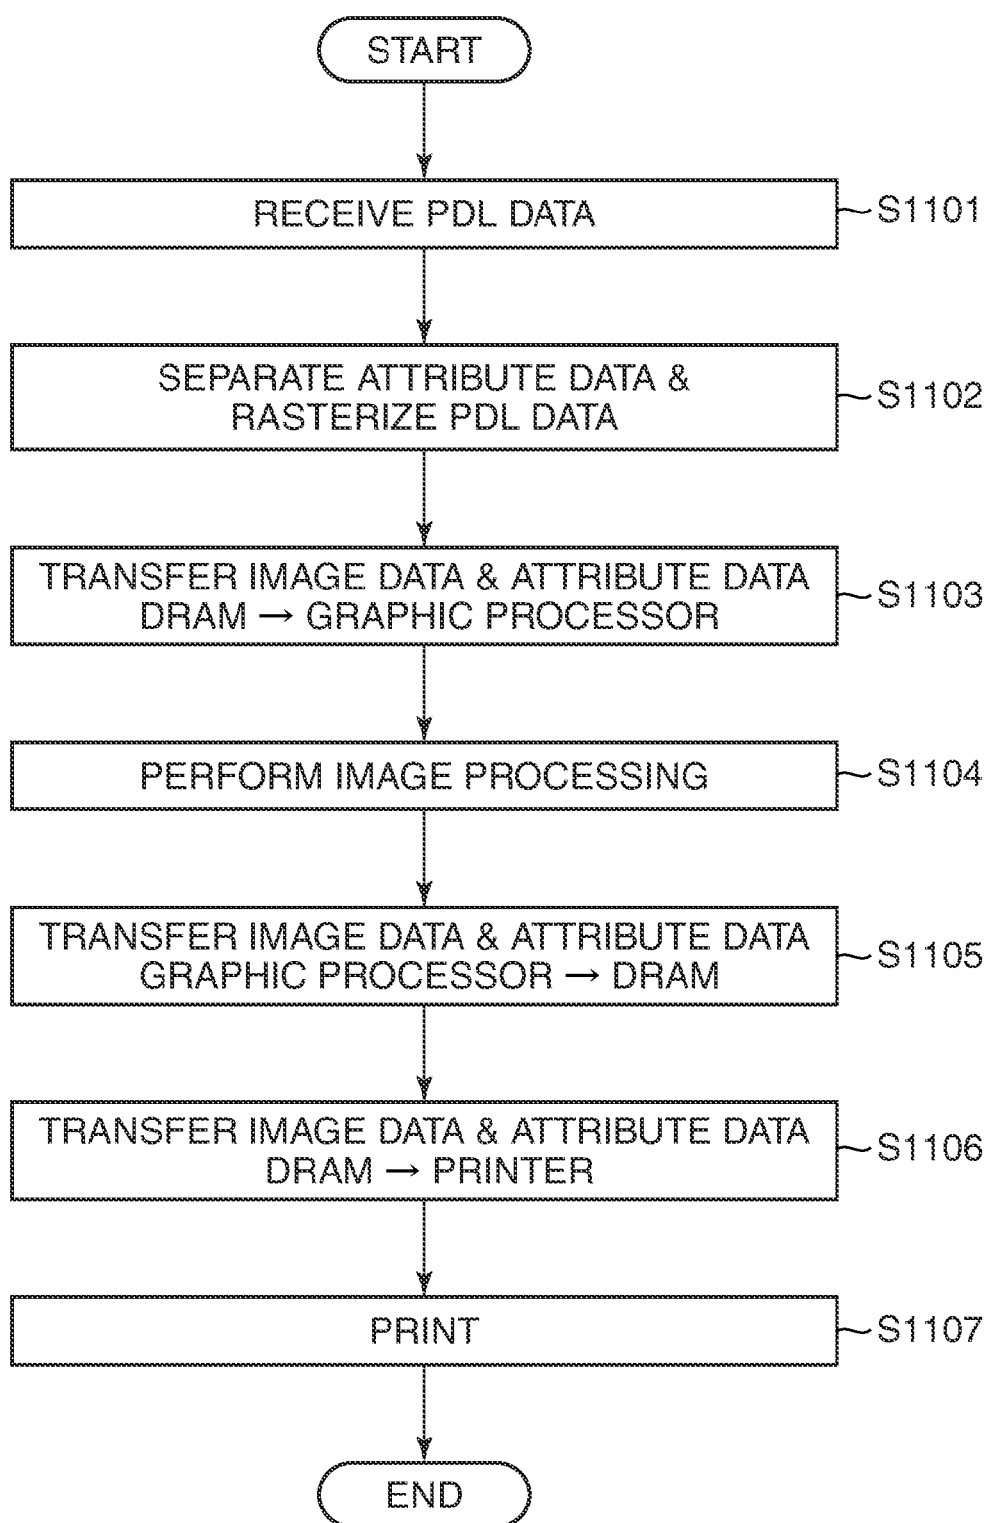 START
RECEIVE PDL DATA
S1101
SEPARATE ATTRIBUTE DATA &
RASTERIZE PDL DATA
S1102
TRANSFER IMAGE DATA & ATTRIBUTE DATA
DRAM → GRAPHIC PROCESSOR
S1103
PERFORM IMAGE PROCESSING
S1104
TRANSFER IMAGE DATA & ATTRIBUTE DATA
GRAPHIC PROCESSOR → DRAM
S1105
TRANSFER IMAGE DATA & ATTRIBUTE DATA
DRAM → PRINTER
S1106
PRINT
S1107
END